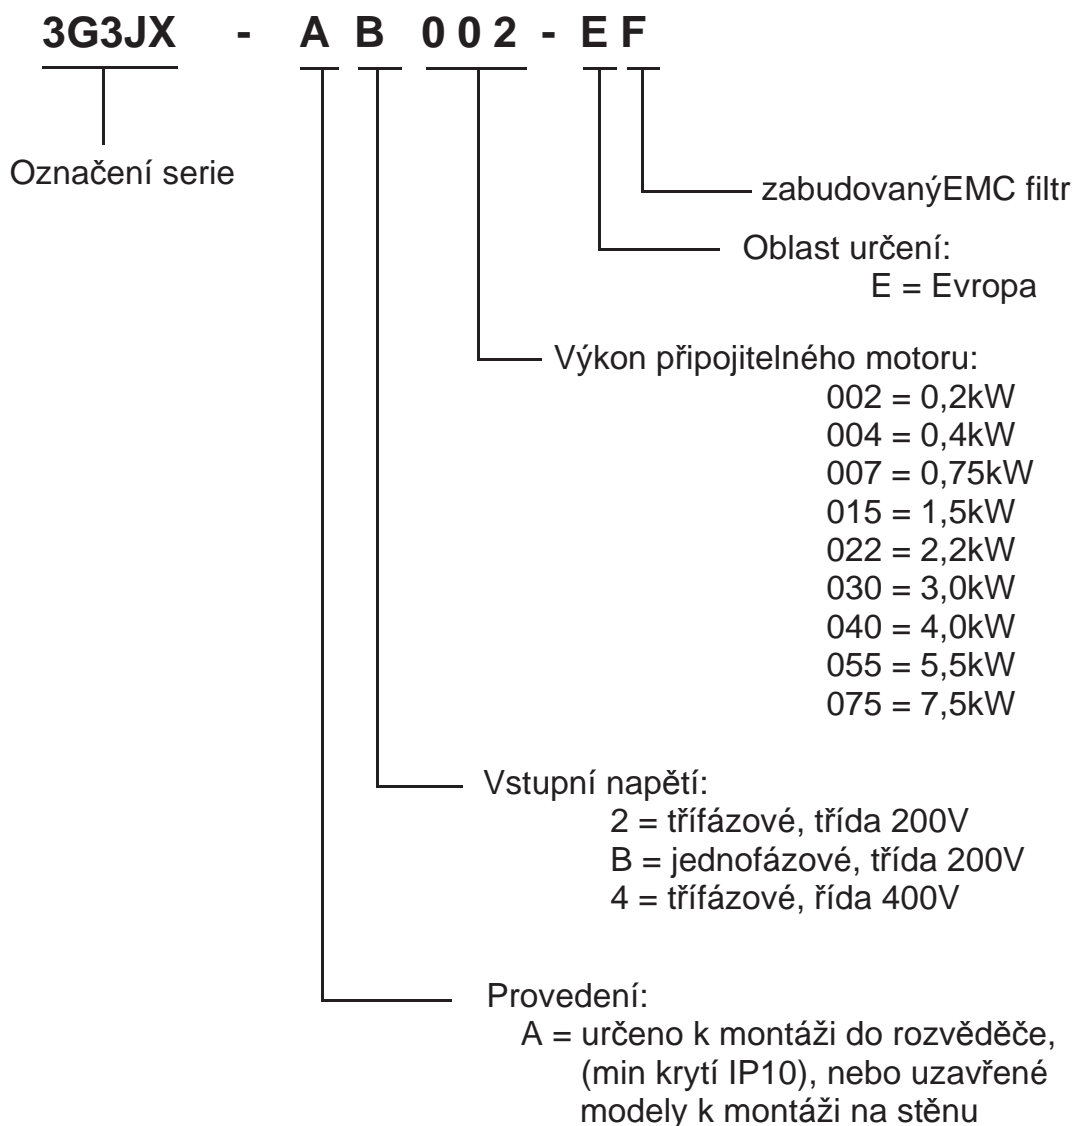 3G3JX - A B 0 0 2 - E F
Označení serie
zabudovanýEMC filtr
Oblast určení:
E = Evropa
Výkon připojitelného motoru:
002 = 0,2kW
004 = 0,4kW
007 = 0,75kW
015 = 1,5kW
022 = 2,2kW
030 = 3,0kW
040 = 4,0kW
055 = 5,5kW
075 = 7,5kW
Vstupní napětí:
2 = třífázové, třída 200V
B = jednofázové, třída 200V
4 = třífázové, řída 400V
Provedení:
A = určeno k montáži do rozvěděče,
(min krytí IP10), nebo uzavřené
modely k montáži na stěnu